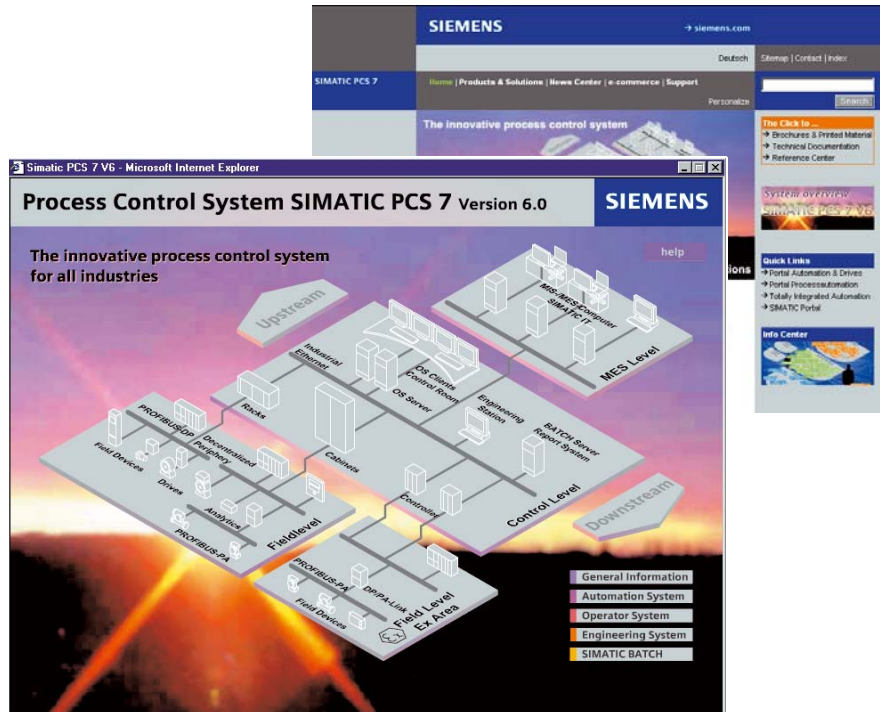 SIEMENS
→ siemens.com
Deutsch
Sitemap | Contact | Index
SIMATIC PCS 7
Home | Products & Solutions | News Center | e-commerce | Support
Search
Personalize
The innovative process control system
The Click to ...
→ Brochures & Printed Material
→ Technical Documentation
→ Reference Center
System overview
SIMATIC PCS 7 V6
Quick Links
→ Portal Automation & Drives
→ Portal Processautomation
→ Totally Integrated Automation
→ SIMATIC Portal
Info Center
Simatic PCS 7 V6 - Microsoft Internet Explorer
Process Control System SIMATIC PCS 7 Version 6.0
SIEMENS
The innovative process control system
for all industries
help
Upstream
MIS-/MES/Computer
SIMATIC IT
MES Level
Industrial
Ethernet
OS Clients
Control Room
OS Server
Engineering
Station
BATCH Server
Report System
Racks
Cabinets
Controller
Control Level
Downstream
PROFIBUS-DP
Decentralized
Periphery
Field Devices
Drives
Analytics
PROFIBUS-PA
Fieldlevel
PROFIBUS-PA
DP/PA-Link
Field Devices
Field Level
Ex Area
General Information
Automation System
Operator System
Engineering System
SIMATIC BATCH